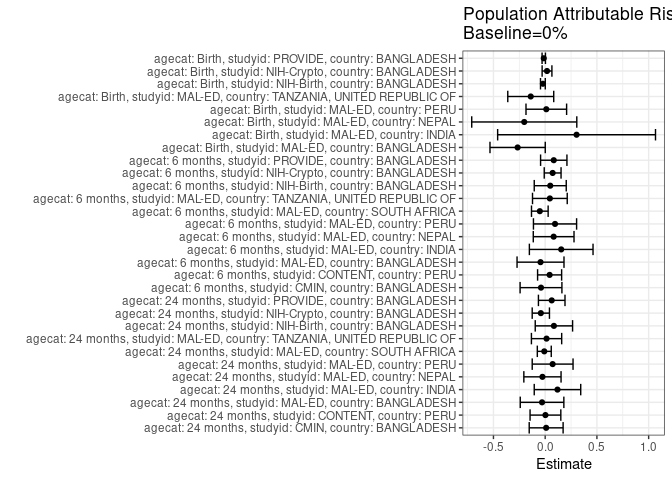 Population Attributable Ris
Baseline=0%
agecat: Birth, studyid: PROVIDE, country: BANGLADESH
agecat: Birth, studyid: NIH-Crypto, country: BANGLADESH
agecat: Birth, studyid: NIH-Birth, country: BANGLADESH
agecat: Birth, studyid: MAL-ED, country: TANZANIA, UNITED REPUBLIC OF
agecat: Birth, studyid: MAL-ED, country: PERU
agecat: Birth, studyid: MAL-ED, country: NEPAL
agecat: Birth, studyid: MAL-ED, country: INDIA
agecat: Birth, studyid: MAL-ED, country: BANGLADESH
agecat: 6 months, studyid: PROVIDE, country: BANGLADESH
agecat: 6 months, studyid: NIH-Crypto, country: BANGLADESH
agecat: 6 months, studyid: NIH-Birth, country: BANGLADESH
agecat: 6 months, studyid: MAL-ED, country: TANZANIA, UNITED REPUBLIC OF
agecat: 6 months, studyid: MAL-ED, country: SOUTH AFRICA
agecat: 6 months, studyid: MAL-ED, country: PERU
agecat: 6 months, studyid: MAL-ED, country: NEPAL
agecat: 6 months, studyid: MAL-ED, country: INDIA
agecat: 6 months, studyid: MAL-ED, country: BANGLADESH
agecat: 6 months, studyid: CONTENT, country: PERU
agecat: 6 months, studyid: CMIN, country: BANGLADESH
agecat: 24 months, studyid: PROVIDE, country: BANGLADESH
agecat: 24 months, studyid: NIH-Crypto, country: BANGLADESH
agecat: 24 months, studyid: NIH-Birth, country: BANGLADESH
agecat: 24 months, studyid: MAL-ED, country: TANZANIA, UNITED REPUBLIC OF
agecat: 24 months, studyid: MAL-ED, country: SOUTH AFRICA
agecat: 24 months, studyid: MAL-ED, country: PERU
agecat: 24 months, studyid: MAL-ED, country: NEPAL
agecat: 24 months, studyid: MAL-ED, country: INDIA
agecat: 24 months, studyid: MAL-ED, country: BANGLADESH
agecat: 24 months, studyid: CONTENT, country: PERU
agecat: 24 months, studyid: CMIN, country: BANGLADESH
-0.5 0.0 0.5 1.0
Estimate